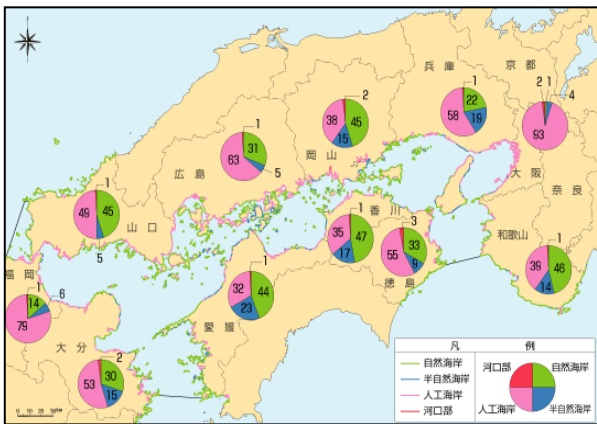 兵庫
京都
1
22
19
58
2 1
4
93
大阪
奈良
2
38
45
15
岡山
1
31
63
5
広島
1
49
45
5
山口
香川
1
35
47
17
3
33
55
9
徳島
和歌山
1
39
46
14
福岡
1
14
6
79
1
32
44
23
愛媛
大分
2
30
53
15
0 10 20 30 50km
凡例
自然海岸
半自然海岸
人工海岸
河口部
河口部
自然海岸
人工海岸
半自然海岸